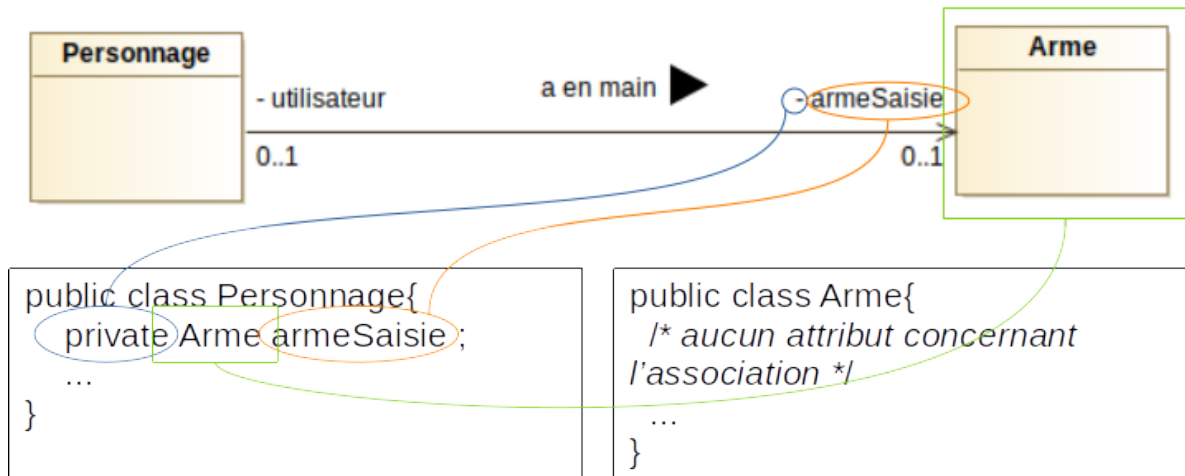 Personnage
Arme
- utilisateur
a en main
- armeSaisie
0..1
0..1
public class Personnage{
private Arme armeSaisie ;
...
}
public class Arme{
/* aucun attribut concernant
l'association */
...
}